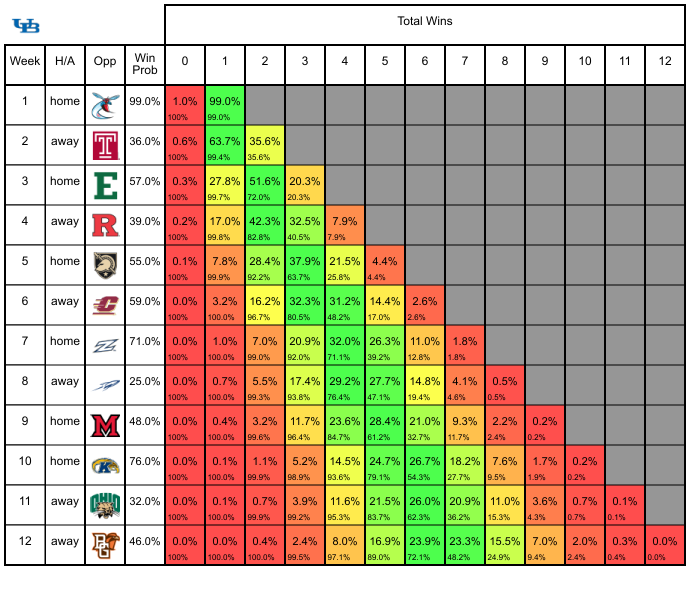 UB
Total Wins
Week H/A Opp Win Prob 0 1 2 3 4 5 6 7 8 9 10 11 12
1 home 99.0% 1.0% 99.0%
100% 99.0%
2 away T 36.0% 0.6% 63.7% 35.6%
100% 99.4% 35.6%
3 home E 57.0% 0.3% 27.8% 51.6% 20.3%
100% 99.7% 72.0% 20.3%
4 away R 39.0% 0.2% 17.0% 42.3% 32.5% 7.9%
100% 99.8% 82.8% 40.5% 7.9%
5 home 55.0% 0.1% 7.8% 28.4% 37.9% 21.5% 4.4%
100% 99.9% 92.2% 63.7% 25.8% 4.4%
6 away C 59.0% 0.0% 3.2% 16.2% 32.3% 31.2% 14.4% 2.6%
100% 100.0% 96.7% 80.5% 48.2% 17.0% 2.6%
7 home Z 71.0% 0.0% 1.0% 7.0% 20.9% 32.0% 26.3% 11.0% 1.8%
100% 100.0% 99.0% 92.0% 71.1% 39.2% 12.8% 1.8%
8 away 25.0% 0.0% 0.7% 5.5% 17.4% 29.2% 27.7% 14.8% 4.1% 0.5%
100% 100.0% 99.3% 93.8% 76.4% 47.1% 19.4% 4.6% 0.5%
9 home M 48.0% 0.0% 0.4% 3.2% 11.7% 23.6% 28.4% 21.0% 9.3% 2.2% 0.2%
100% 100.0% 99.6% 96.4% 84.7% 61.2% 32.7% 11.7% 2.4% 0.2%
10 home K 76.0% 0.0% 0.1% 1.1% 5.2% 14.5% 24.7% 26.7% 18.2% 7.6% 1.7% 0.2%
100% 100.0% 99.9% 98.9% 93.6% 79.1% 54.3% 27.7% 9.5% 1.9% 0.2%
11 away OHIO 32.0% 0.0% 0.1% 0.7% 3.9% 11.6% 21.5% 26.0% 20.9% 11.0% 3.6% 0.7% 0.1%
100% 100.0% 99.9% 99.2% 95.3% 83.7% 62.3% 36.2% 15.3% 4.3% 0.7% 0.1%
12 away BG 46.0% 0.0% 0.0% 0.4% 2.4% 8.0% 16.9% 23.9% 23.3% 15.5% 7.0% 2.0% 0.3% 0.0%
100% 100.0% 100.0% 99.5% 97.1% 89.0% 72.1% 48.2% 24.9% 9.4% 2.4% 0.4% 0.0%